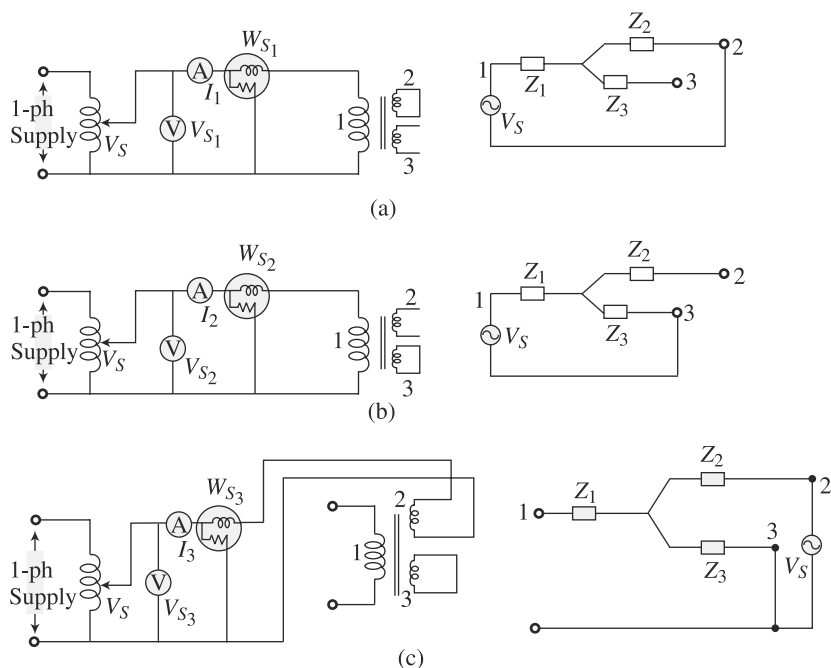 W_{S_1}
A
I_1
1-ph
Supply
V_S
V
V_{S_1}
1
2
3
1
Z_1
Z_2
2
Z_3
3
V_S
(a)
W_{S_2}
A
I_2
1-ph
Supply
V_S
V
V_{S_2}
1
2
3
1
Z_1
Z_2
2
Z_3
3
V_S
(b)
W_{S_3}
A
I_3
1-ph
Supply
V_S
V
V_{S_3}
1
2
3
1
Z_1
Z_2
2
3
Z_3
V_S
(c)